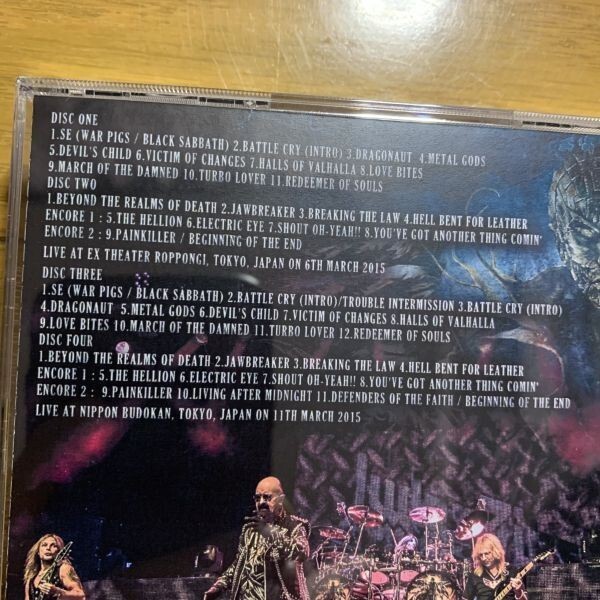 DISC ONE
1.SE (WAR PIGS / BLACK SABBATH) 2.BATTLE CRY (INTRO) 3.DRAGONAUT 4.METAL GODS
5.DEVIL'S CHILD 6.VICTIM OF CHANGES 7.HALLS OF VALHALLA 8.LOVE BITES
9.MARCH OF THE DAMNED 10.TURBO LOVER 11.REDEEMER OF SOULS
DISC TWO
1.BEYOND THE REALMS OF DEATH 2.JAWBREAKER 3.BREAKING THE LAW 4.HELL BENT FOR LEATHER
ENCORE 1 : 5.THE HELLION 6.ELECTRIC EYE 7.SHOUT OH-YEAH!! 8.YOU'VE GOT ANOTHER THING COMIN'
ENCORE 2 : 9.PAINKILLER / BEGINNING OF THE END
LIVE AT EX THEATER ROPPONGI, TOKYO, JAPAN ON 6TH MARCH 2015
DISC THREE
1.SE (WAR PIGS / BLACK SABBATH) 2.BATTLE CRY (INTRO)/TROUBLE INTERMISSION 3.BATTLE CRY (INTRO)
4.DRAGONAUT 5.METAL GODS 6.DEVIL'S CHILD 7.VICTIM OF CHANGES 8.HALLS OF VALHALLA
9.LOVE BITES 10.MARCH OF THE DAMNED 11.TURBO LOVER 12.REDEEMER OF SOULS
DISC FOUR
1.BEYOND THE REALMS OF DEATH 2.JAWBREAKER 3.BREAKING THE LAW 4.HELL BENT FOR LEATHER
ENCORE 1 : 5.THE HELLION 6.ELECTRIC EYE 7.SHOUT OH-YEAH!! 8.YOU'VE GOT ANOTHER THING COMIN'
ENCORE 2 : 9.PAINKILLER 10.LIVING AFTER MIDNIGHT 11.DEFENDERS OF THE FAITH / BEGINNING OF THE END
LIVE AT NIPPON BUDOKAN, TOKYO, JAPAN ON 11TH MARCH 2015